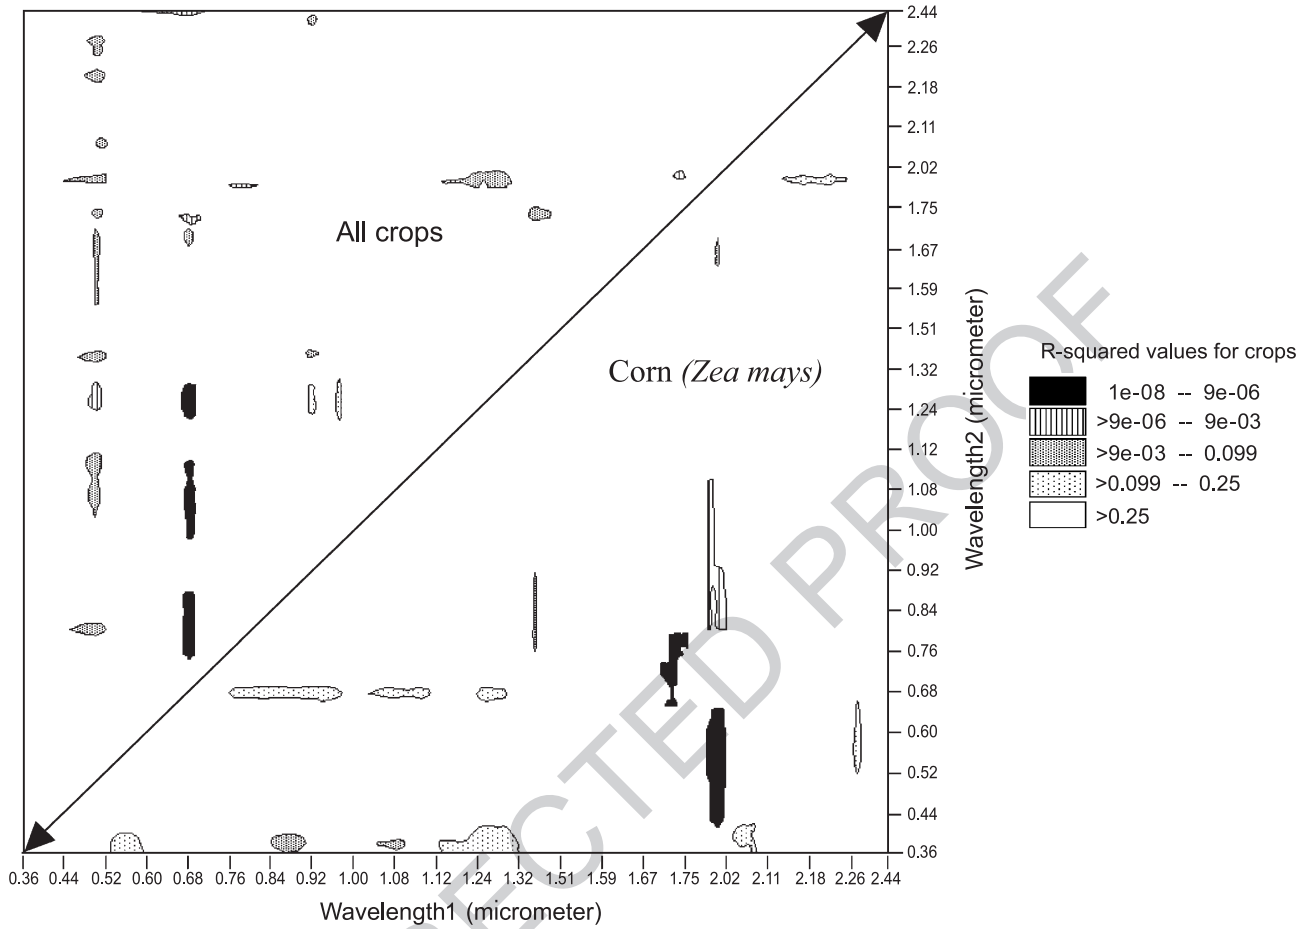 2.44
2.26
2.18
2.11
2.02
1.75
1.67
1.59
1.51
1.32
1.24
1.12
1.08
1.00
0.92
0.84
0.76
0.68
0.60
0.52
0.44
0.36
Wavelength2 (micrometer)
All crops
Corn (Zea mays)
R-squared values for crops
1e-08 -- 9e-06
>9e-06 -- 9e-03
>9e-03 -- 0.099
>0.099 -- 0.25
>0.25
0.36 0.44 0.52 0.60 0.68 0.76 0.84 0.92 1.00 1.08 1.12 1.24 1.32 1.51 1.59 1.67 1.75 2.02 2.11 2.18 2.26 2.44
Wavelength1 (micrometer)
RECTED PROOF